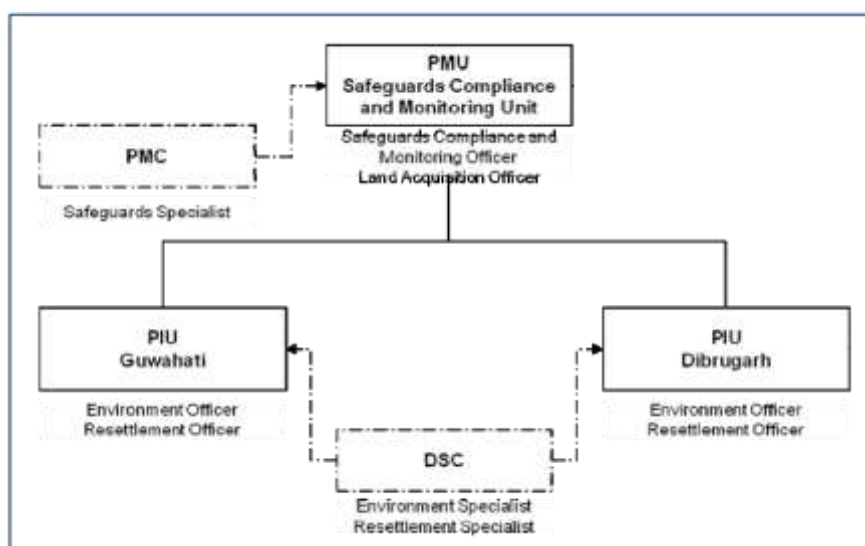 PMU
Safeguards Compliance
and Monitoring Unit
Safeguards Compliance and
Monitoring Officer
Land Acquisition Officer
PMC
Safeguards Specialist
PIU
Guwahati
Environment Officer
Resettlement Officer
PIU
Dibrugarh
Environment Officer
Resettlement Officer
DSC
Environment Specialist
Resettlement Specialist